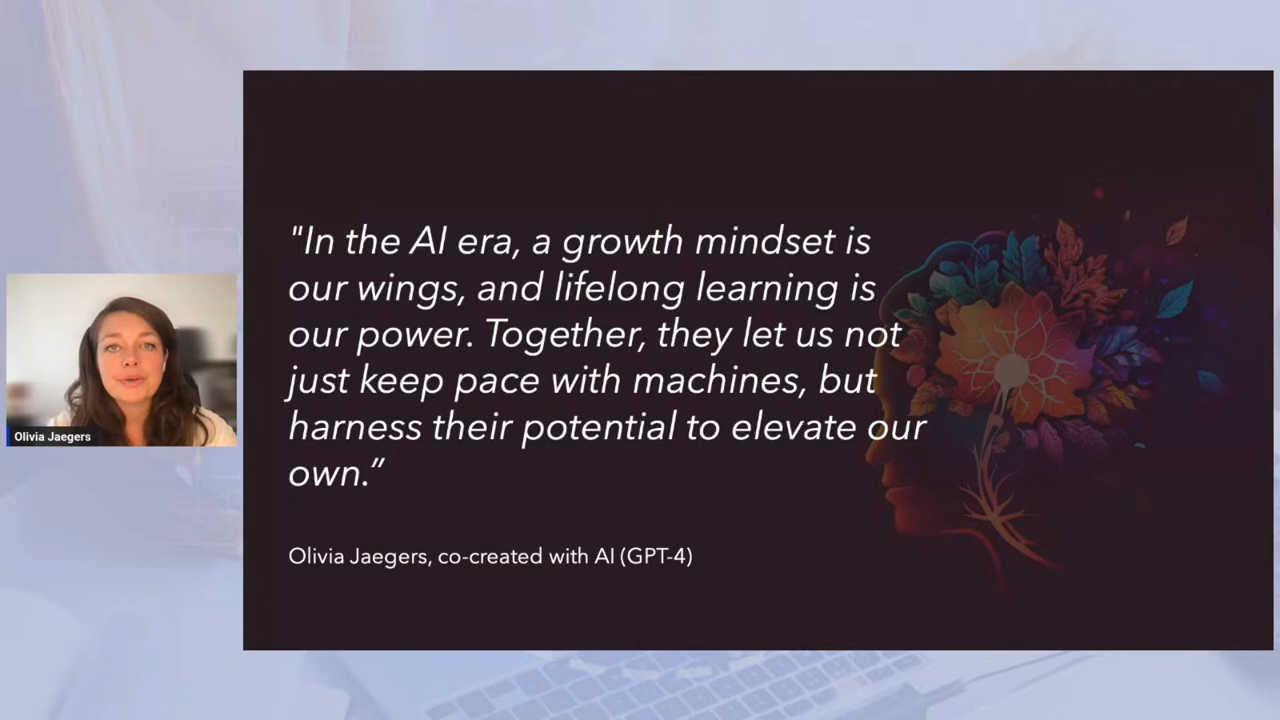 "In the AI era, a growth mindset is
our wings, and lifelong learning is
our power. Together, they let us not
just keep pace with machines, but
harness their potential to elevate our
own.”
Olivia Jaegers, co-created with AI (GPT-4)
Olivia Jaegers